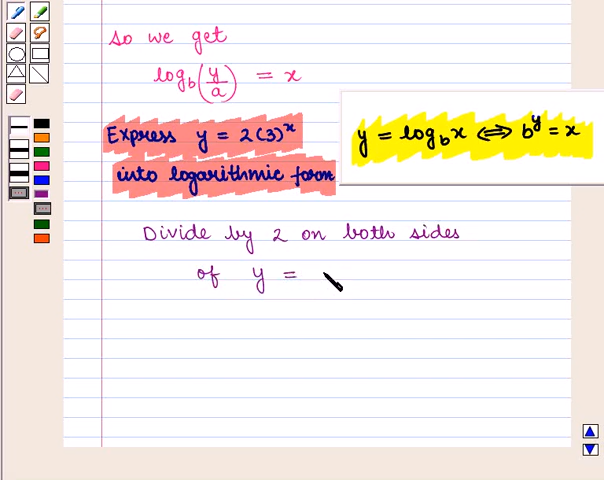 So we get
log_b(y/a) = x
Express y = 2(3)^x
into logarithmic form
y = log_b x ⟺ b^y = x
Divide by 2 on both sides
of y =